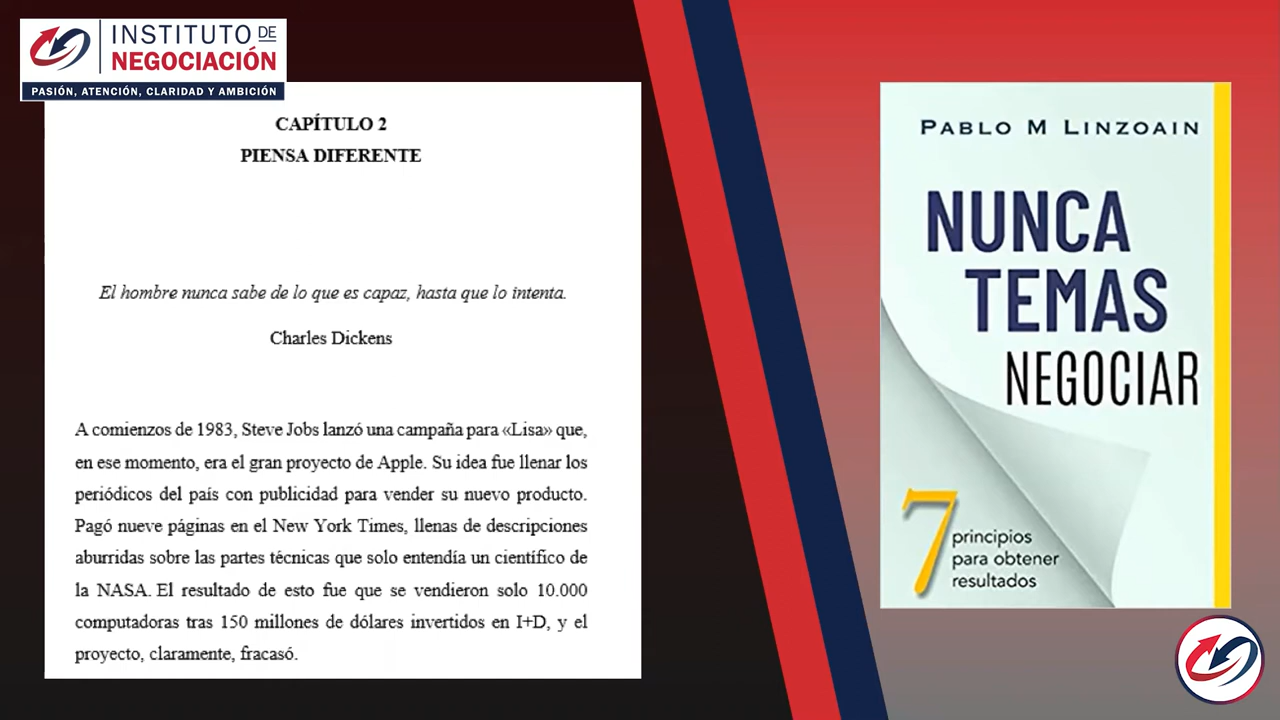 INSTITUTO DE
NEGOCIACIÓN
PASIÓN, ATENCIÓN, CLARIDAD Y AMBICIÓN
CAPÍTULO 2
PIENSA DIFERENTE
El hombre nunca sabe de lo que es capaz, hasta que lo intenta.
Charles Dickens
A comienzos de 1983, Steve Jobs lanzó una campaña para «Lisa» que,
en ese momento, era el gran proyecto de Apple. Su idea fue llenar los
periódicos del país con publicidad para vender su nuevo producto.
Pagó nueve páginas en el New York Times, llenas de descripciones
aburridas sobre las partes técnicas que solo entendía un científico de
la NASA. El resultado de esto fue que se vendieron solo 10.000
computadoras tras 150 millones de dólares invertidos en I+D, y el
proyecto, claramente, fracasó.
PABLO M LINZOAIN
NUNCA
TEMAS
NEGOCIAR
7 principios
para obtener
resultados